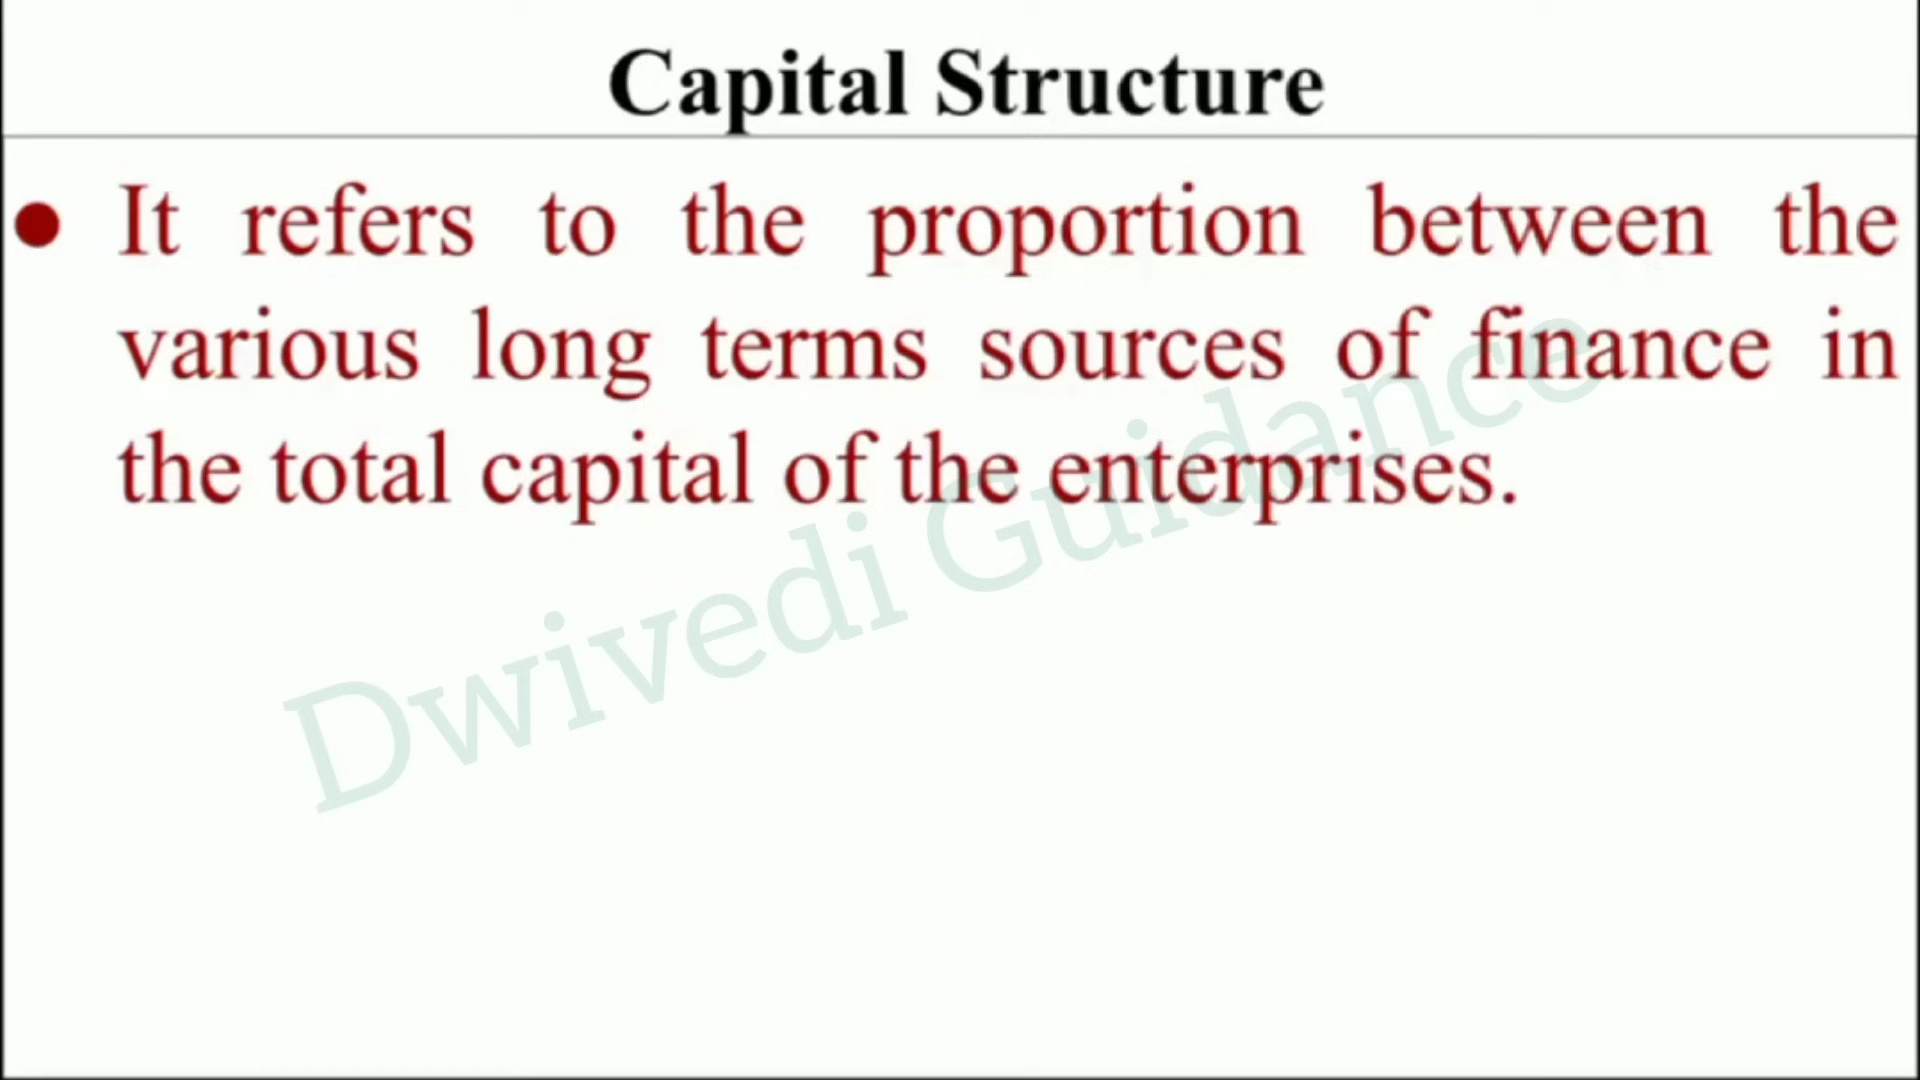 Capital Structure
● It refers to the proportion between the
various long terms sources of finance in
the total capital of the enterprises.
Dwivedi Guidance